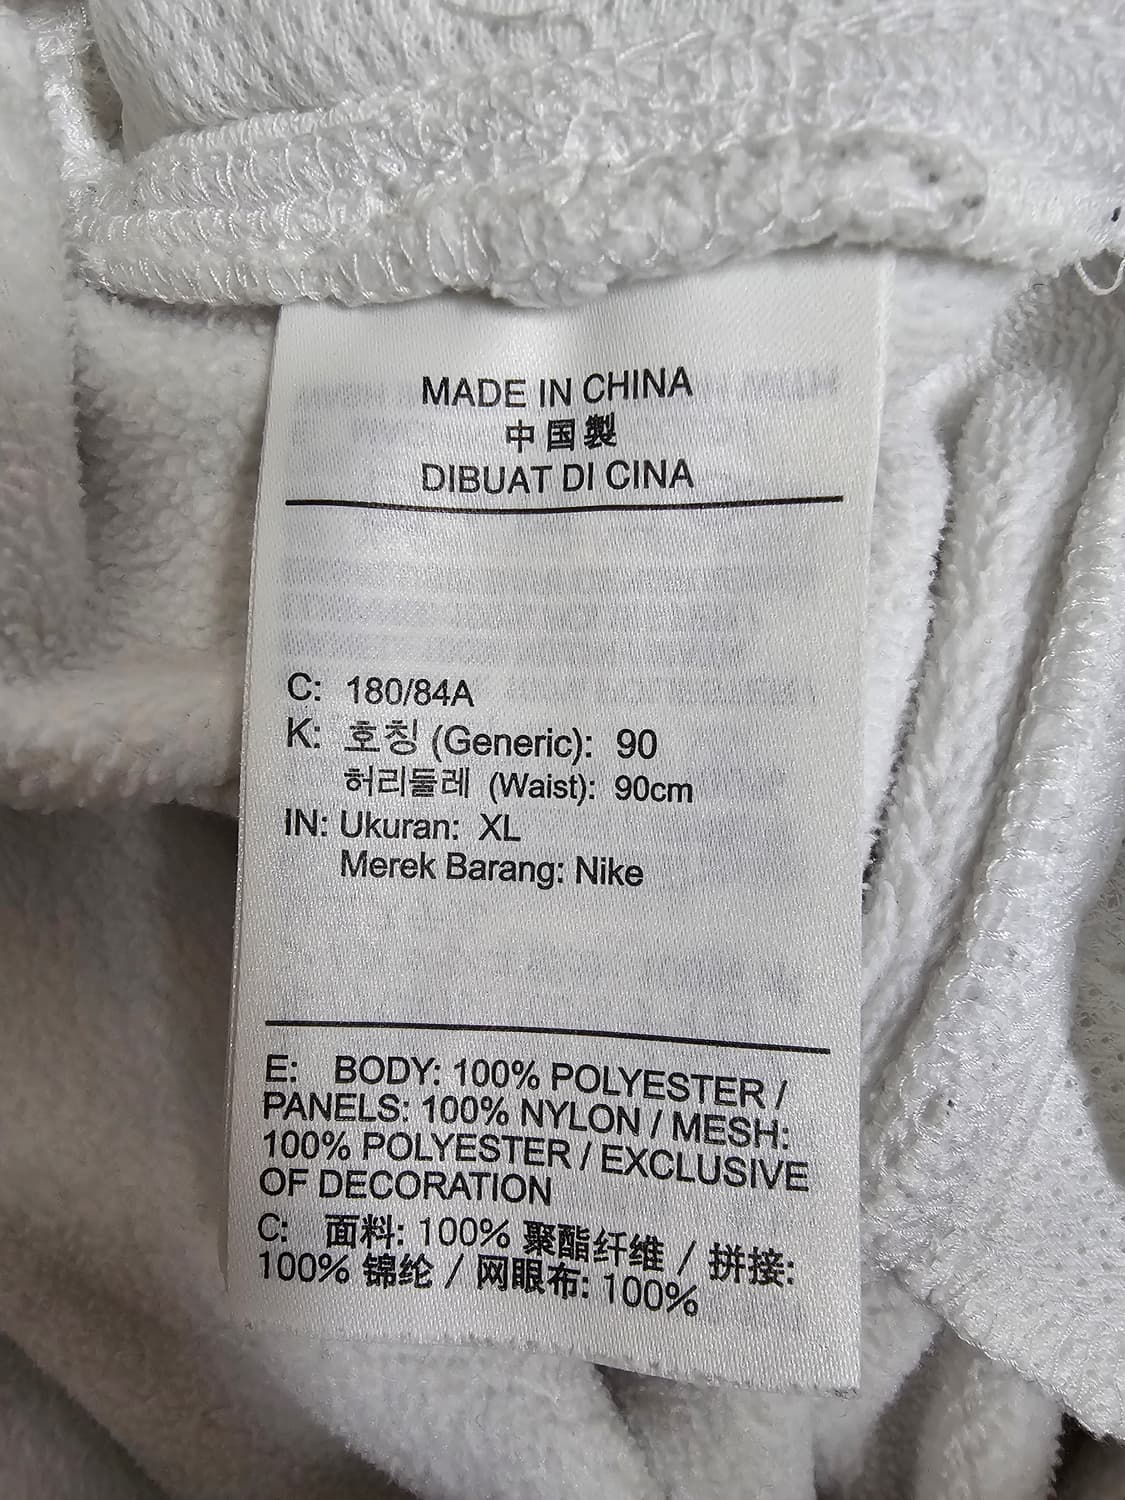 MADE IN CHINA
中国製
DIBUAT DI CINA
C: 180/84A
K: 호칭 (Generic): 90
허리둘레 (Waist): 90cm
IN: Ukuran: XL
Merek Barang: Nike
E: BODY: 100% POLYESTER /
PANELS: 100% NYLON / MESH:
100% POLYESTER / EXCLUSIVE
OF DECORATION
C: 面料: 100% 聚酯纤维 / 拼接:
100% 锦纶 / 网眼布: 100%